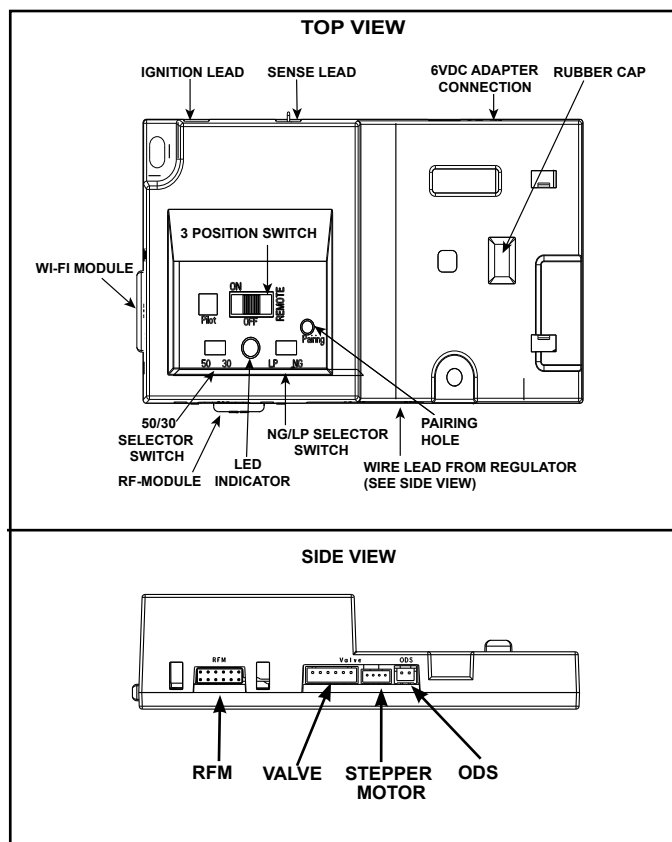 TOP VIEW
IGNITION LEAD
SENSE LEAD
6VDC ADAPTER
CONNECTION
RUBBER CAP
3 POSITION SWITCH
WI-FI MODULE
ON
OFF
REMOTE
Pilot
Pairing
50 30
LP NG
50/30
SELECTOR
SWITCH
RF-MODULE
LED
INDICATOR
NG/LP SELECTOR
SWITCH
PAIRING
HOLE
WIRE LEAD FROM REGULATOR
(SEE SIDE VIEW)
SIDE VIEW
RFM
Valve
ODS
RFM
VALVE
STEPPER
MOTOR
ODS